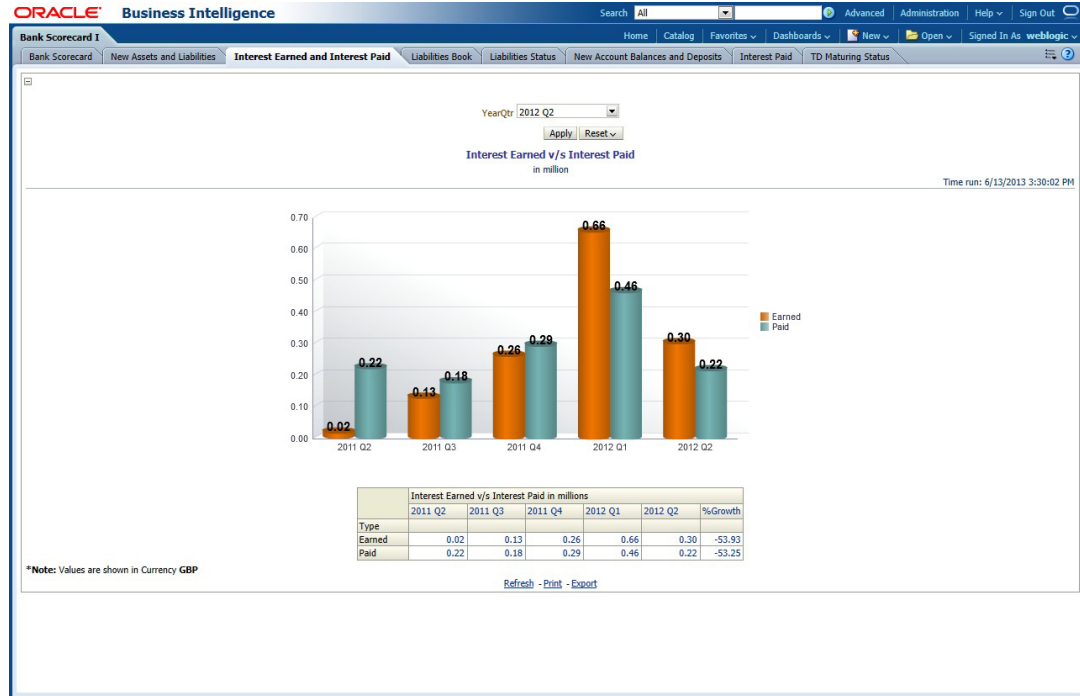 ORACLE Business Intelligence Search All Advanced Administration Help Sign Out
Bank Scorecard I Home Catalog Favorites Dashboards New Open Signed In As weblogic
Bank Scorecard New Assets and Liabilities Interest Earned and Interest Paid Liabilities Book Liabilities Status New Account Balances and Deposits Interest Paid TD Maturing Status
YearQtr 2012 Q2
Apply Reset
Interest Earned v/s Interest Paid
in million
Time run: 6/13/2013 3:30:02 PM
0.70
0.60
0.50
0.40
0.30
0.20
0.10
0.00
0.02
0.22
0.13
0.18
0.26
0.29
0.66
0.46
0.30
0.22
2011 Q2 2011 Q3 2011 Q4 2012 Q1 2012 Q2
Earned
Paid
Interest Earned v/s Interest Paid in millions
2011 Q2 2011 Q3 2011 Q4 2012 Q1 2012 Q2 %Growth
Type
Earned 0.02 0.13 0.26 0.66 0.30 -53.93
Paid 0.22 0.18 0.29 0.46 0.22 -53.25
*Note: Values are shown in Currency GBP
Refresh - Print - Export